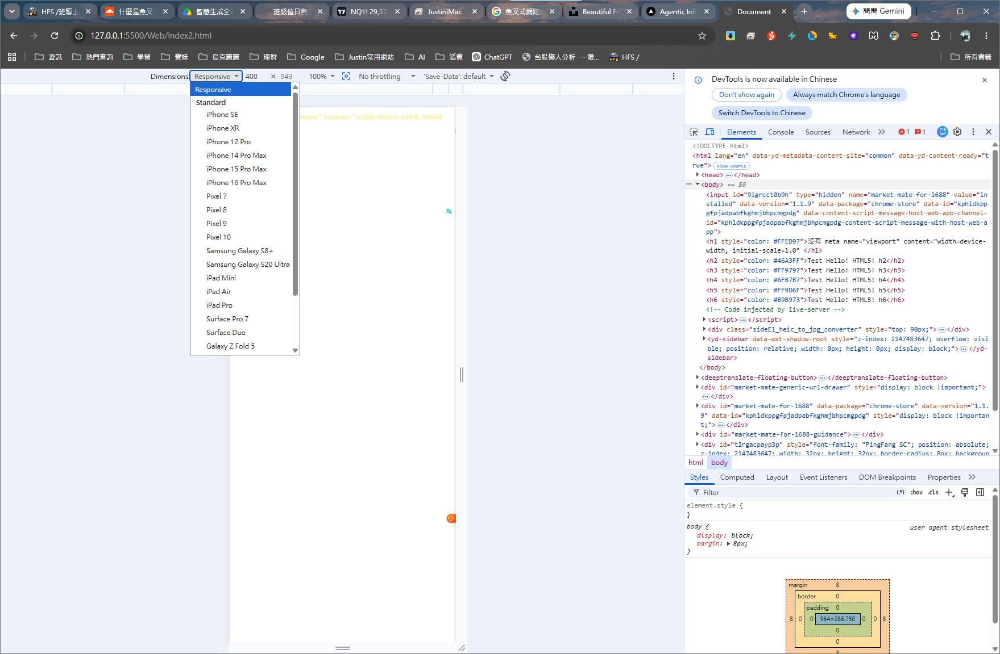 HFS /班導上
什麼是魚叉式
智慧生成全
班級值日與
NQ1! 29,57
JustiniMac
魚叉式網路
Beautiful Fr
Agentic Infr
Document
問問 Gemini
127.0.0.1:5500/Web/index2.html
資訊
熱門查詢
學習
寶妹
烏克麗麗
理財
Google
Justin常用網站
AI
滔寶
ChatGPT
台股懶人分析 · 一眼...
HFS /
所有書籤
Dimensions: Responsive 400 × 943 100% No throttling 'Save-Data': default
Responsive
Standard
iPhone SE
iPhone XR
iPhone 12 Pro
iPhone 14 Pro Max
iPhone 15 Pro Max
iPhone 16 Pro Max
Pixel 7
Pixel 8
Pixel 9
Pixel 10
Samsung Galaxy S8+
Samsung Galaxy S20 Ultra
iPad Mini
iPad Air
iPad Pro
Surface Pro 7
Surface Duo
Galaxy Z Fold 5
wport" content="width=device-width, initial-
DevTools is now available in Chinese
Don't show again
Always match Chrome's language
Switch DevTools to Chinese
Elements Console Sources Network 1 1
<!DOCTYPE html>
<html lang="en" data-yd-metadata-content-site="common" data-yd-content-ready="t
rue"> view-source
<head> … </head>
… <body> == $0
<input id="9igrcct0b9h" type="hidden" name="market-mate-for-1688" value="in
stalled" data-version="1.1.9" data-package="chrome-store" data-id="kphldkpp
gfpjadpabfkghmjbhpcmgpdg" data-content-script-message-host-web-app-channel-
id="kphldkppgfpjadpabfkghmjbhpcmgpdg-content-script-message-with-host-web-a
pp">
<h1 style="color: #FFED97">沒有 meta name="viewport" content="width=device-
width, initial-scale=1.0" </h1>
<h2 style="color: #46A3FF">Test Hello! HTML5! h2</h2>
<h3 style="color: #FF9797">Test Hello! HTML5! h3</h3>
<h4 style="color: #6FB7B7">Test Hello! HTML5! h4</h4>
<h5 style="color: #FF9D6F">Test Hello! HTML5! h5</h5>
<h6 style="color: #B9B973">Test Hello! HTML5! h6</h6>
<!-- Code injected by live-server -->
<script> … </script>
<div class="sideEl_heic_to_jpg_converter" style="top: 90px;"> … </div>
<yd-sidebar data-wxt-shadow-root style="z-index: 2147483647; overflow: visi
ble; position: relative; width: 0px; height: 0px; display: block;"> … </yd-
sidebar>
</body>
<deeptranslate-floating-button> … </deeptranslate-floating-button>
<div id="market-mate-generic-url-drawer" style="display: block !important;">
… </div>
<div id="market-mate-for-1688" data-package="chrome-store" data-version="1.1.
9" data-id="kphldkppgfpjadpabfkghmjbhpcmgpdg" style="display: block !importan
t;"> … </div>
<div id="market-mate-for-1688-guidance"> … </div>
<div id="t2rgacpayp3p" style="font-family: "PingFang SC"; position: absolute;
z-index: 2147483647; width: 32px; height: 32px; border-radius: 8px; backgroun
html body
Styles Computed Layout Event Listeners DOM Breakpoints Properties
Filter :hov .cls
element.style {
}
body { user agent stylesheet
display: block;
margin: 8px;
}
margin 8
border 0
padding 0
8 0 0 964×286.750 0 0 8
0
0
8